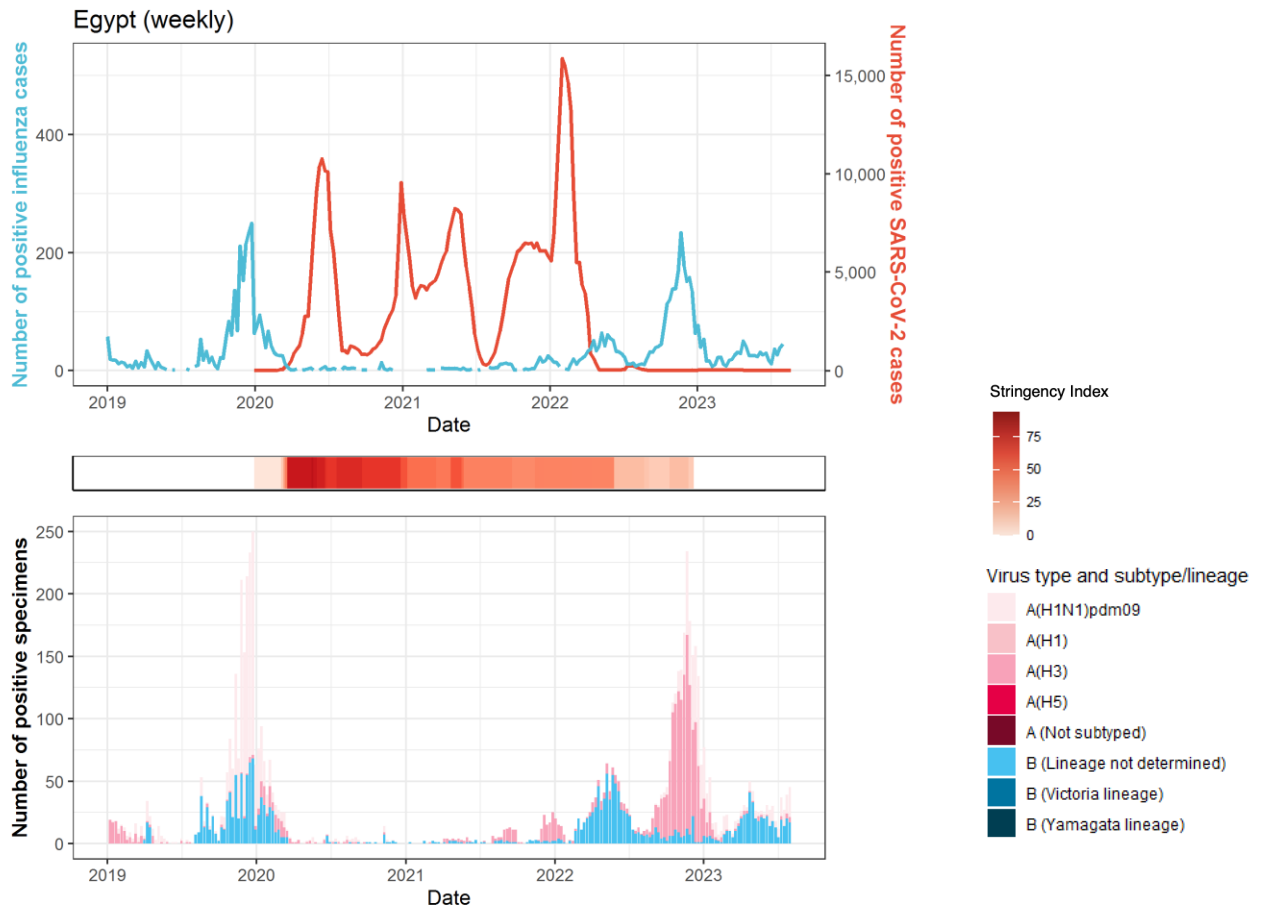 Egypt (weekly)
Number of positive influenza cases
400
200
0
15,000
10,000
5,000
0
Number of positive SARS-CoV-2 cases
2019 2020 2021 2022 2023
Date
Stringency Index
75
50
25
0
Number of positive specimens
250
200
150
100
50
0
2019 2020 2021 2022 2023
Date
Virus type and subtype/lineage
A(H1N1)pdm09
A(H1)
A(H3)
A(H5)
A (Not subtyped)
B (Lineage not determined)
B (Victoria lineage)
B (Yamagata lineage)